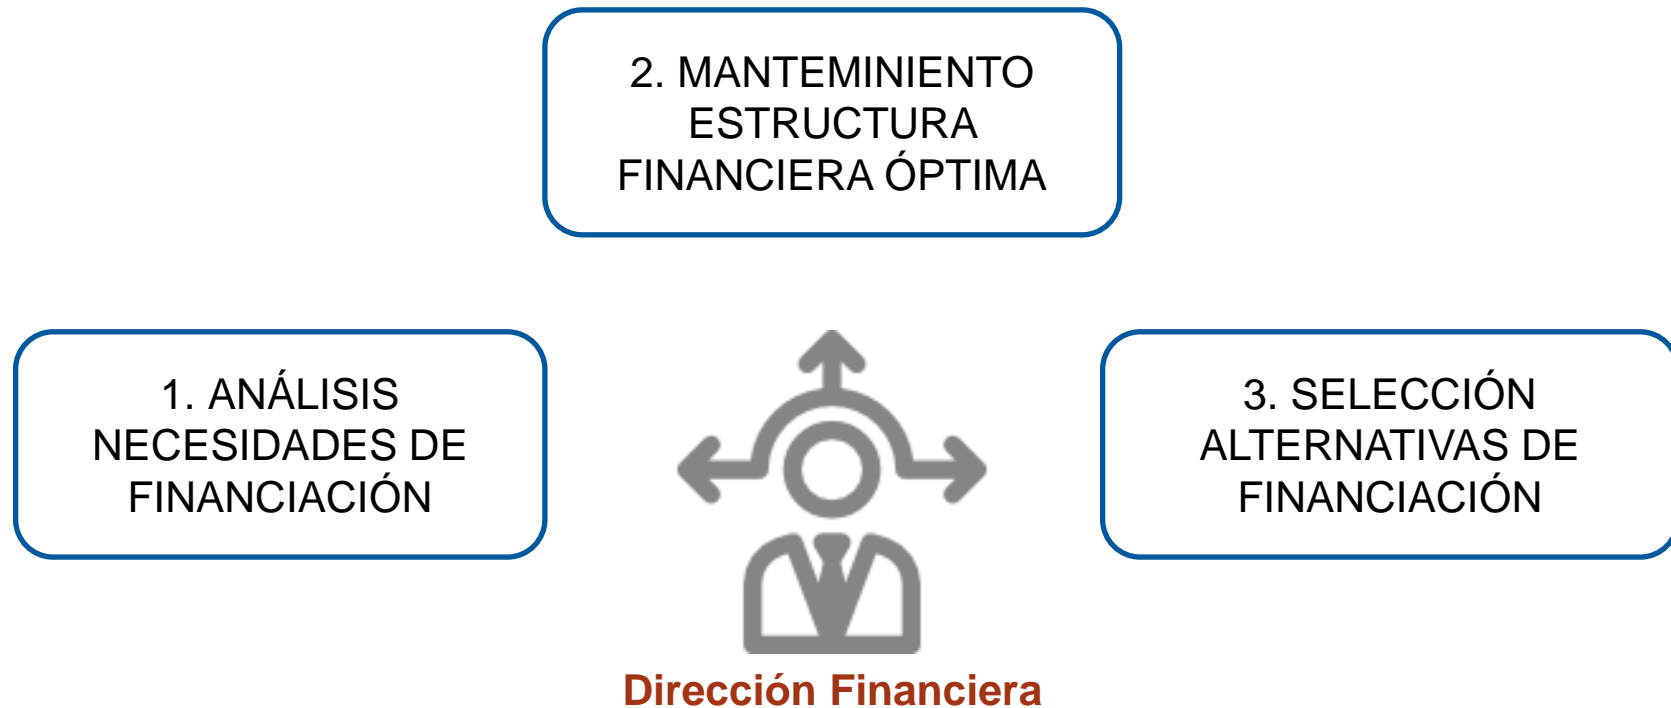 2. MANTEMINIENTO
ESTRUCTURA
FINANCIERA ÓPTIMA
1. ANÁLISIS
NECESIDADES DE
FINANCIACIÓN
3. SELECCIÓN
ALTERNATIVAS DE
FINANCIACIÓN
Dirección Financiera